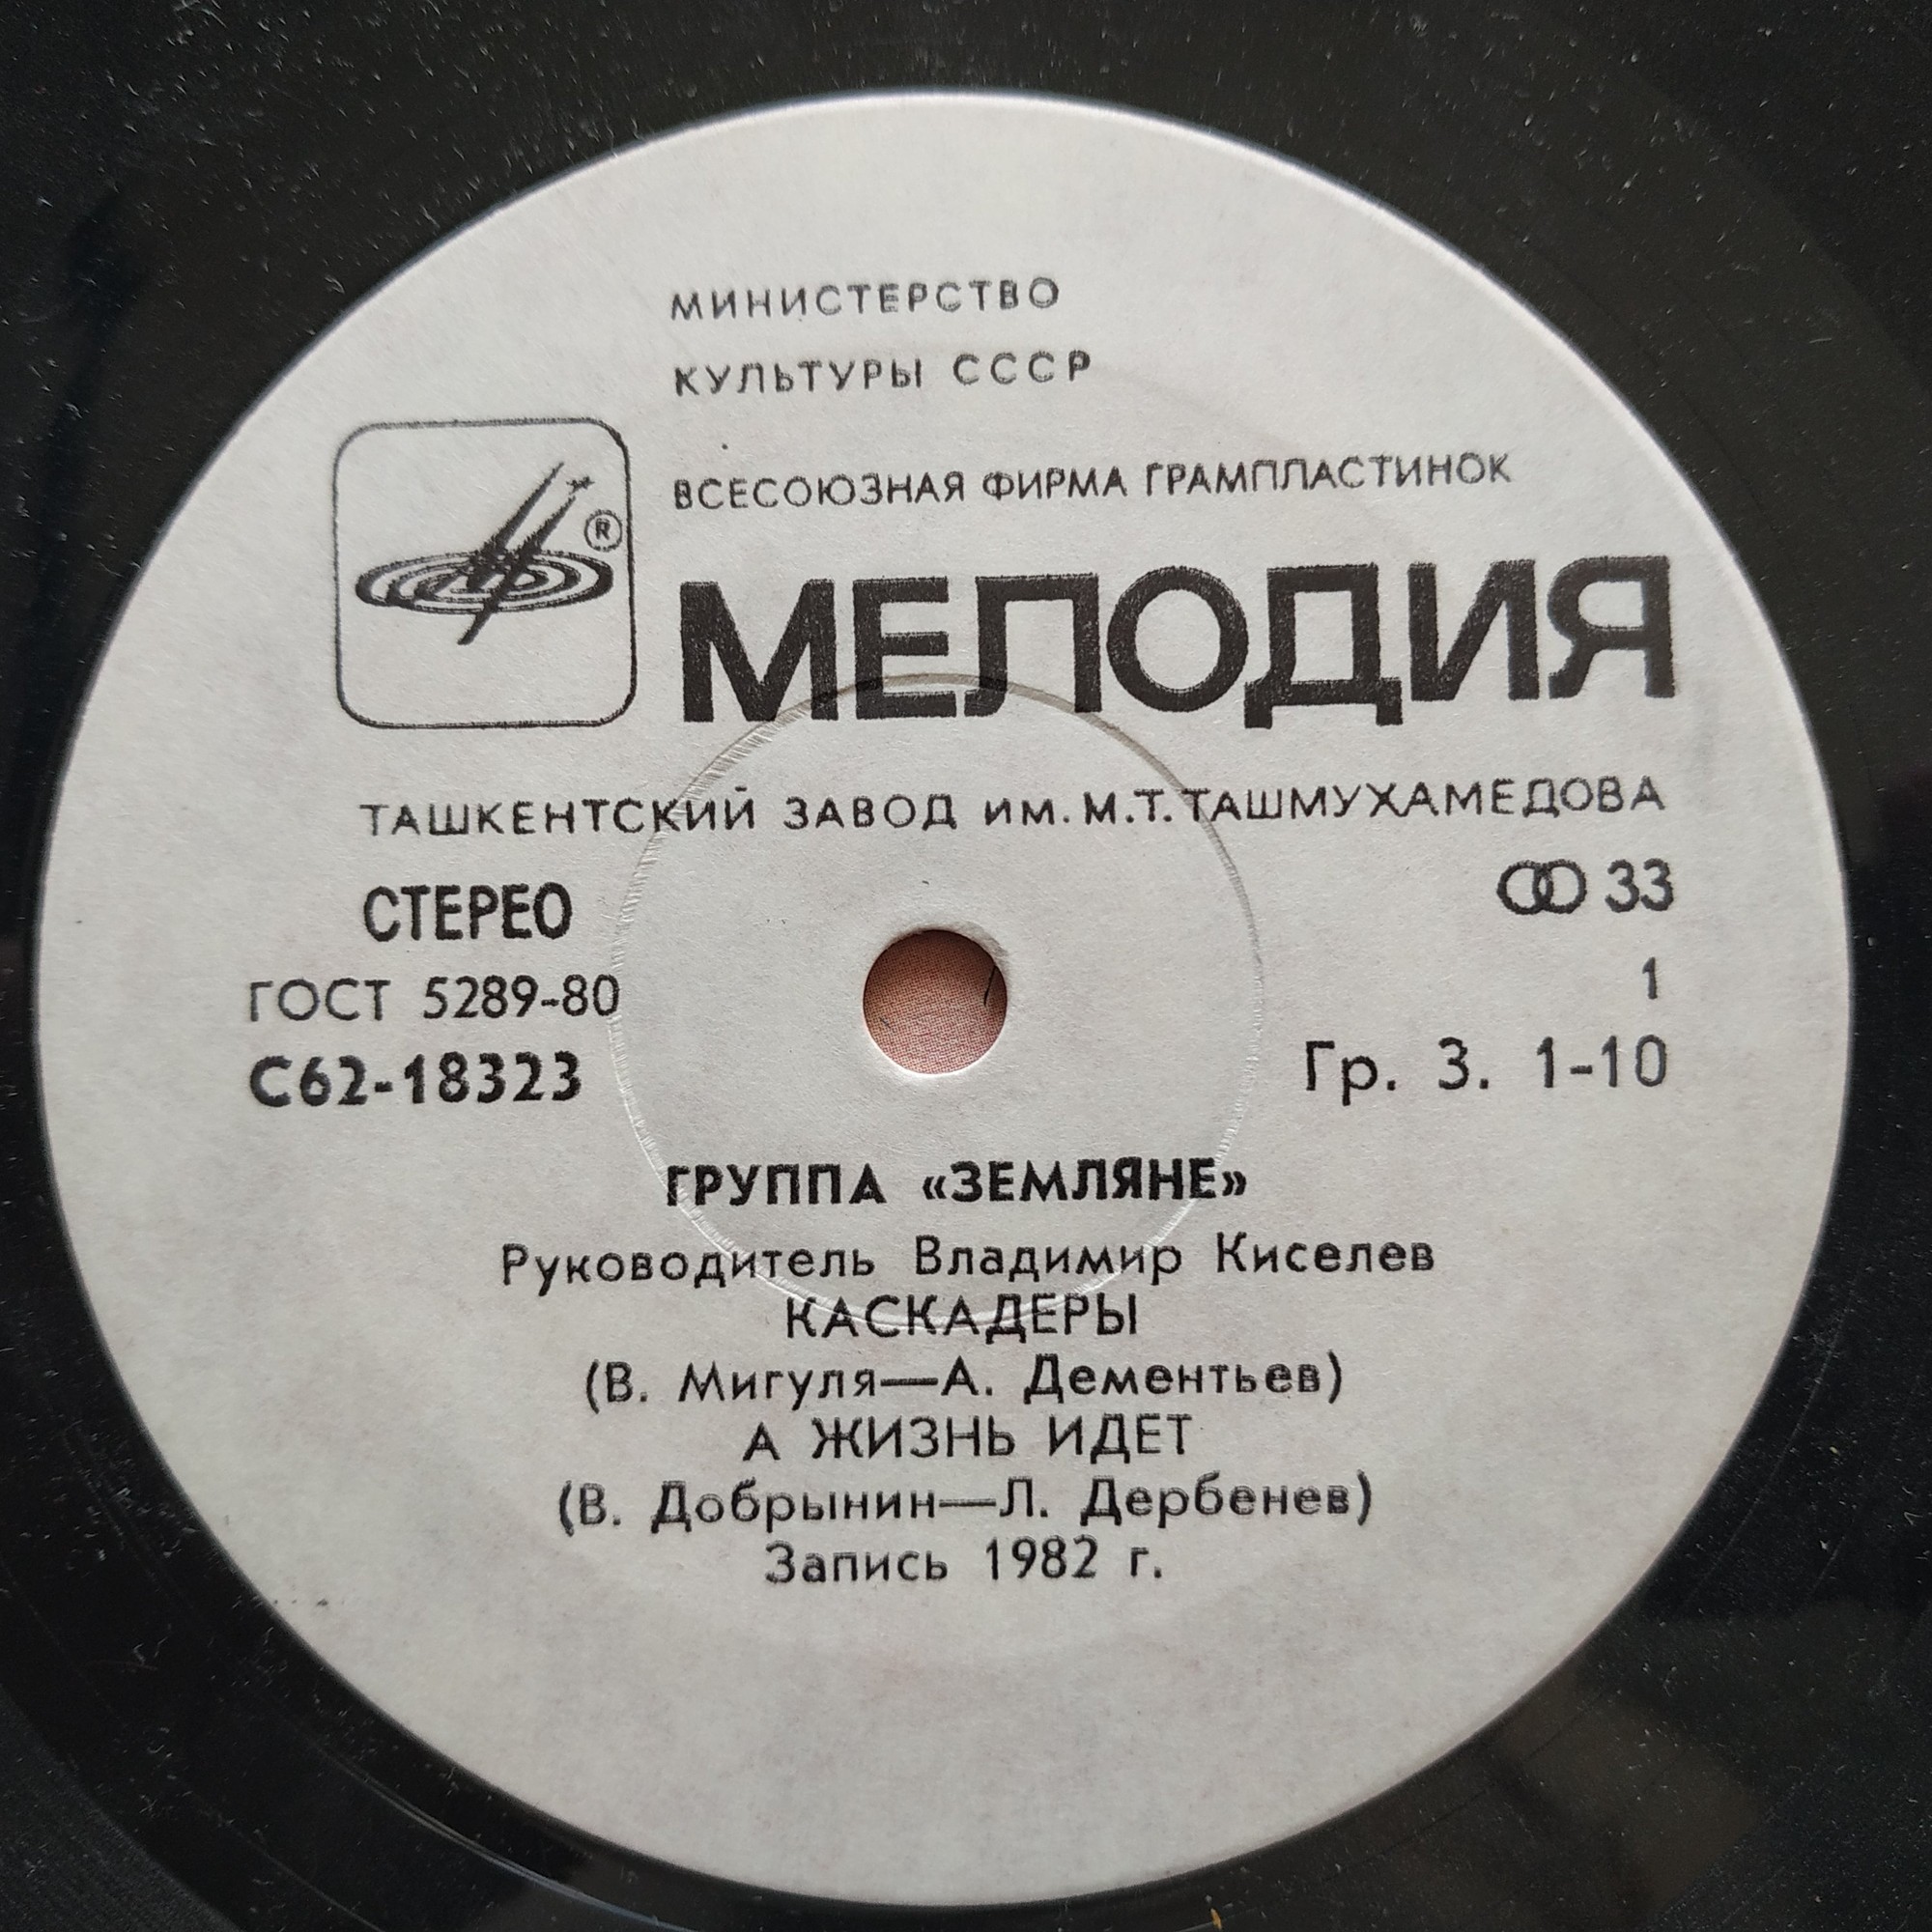 МИНИСТЕРСТВО
КУЛЬТУРЫ СССР
ВСЕСОЮЗНАЯ ФИРМА ГРАМПЛАСТИНОК
®
МЕЛОДИЯ
ТАШКЕНТСКИЙ ЗАВОД им. М.Т. ТАШМУХАМЕДОВА
СТЕРЕО
33
ГОСТ 5289-80
1
С62-18323
Гр. 3. 1-10
ГРУППА «ЗЕМЛЯНЕ»
Руководитель Владимир Киселев
КАСКАДЕРЫ
(В. Мигуля—А. Дементьев)
А ЖИЗНЬ ИДЕТ
(В. Добрынин—Л. Дербенев)
Запись 1982 г.